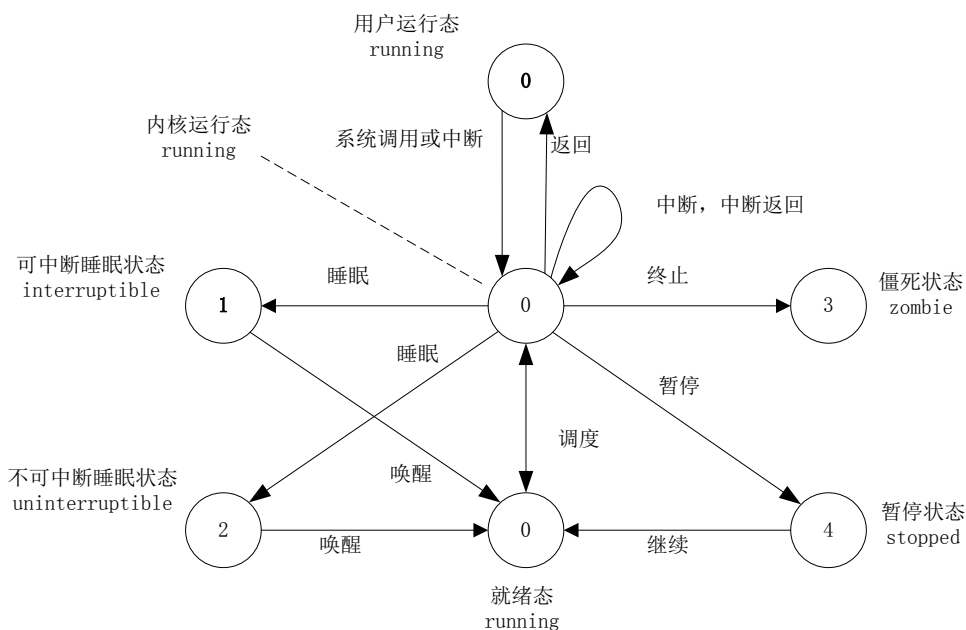 用户运行态
running
0
内核运行态
running
系统调用或中断
返回
中断，中断返回
可中断睡眠状态
interruptible
1
睡眠
0
终止
3
僵死状态
zombie
睡眠
暂停
调度
不可中断睡眠状态
uninterruptible
2
唤醒
唤醒
0
继续
4
暂停状态
stopped
就绪态
running